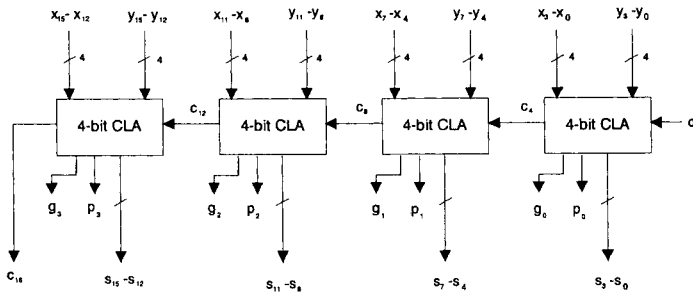 x₁₅- x₁₂ y₁₅- y₁₂ x₁₁ -x₈ y₁₁ -y₈ x₇ -x₄ y₇ -y₄ x₃ -x₀ y₃ -y₀
4 4 4 4 4 4 4 4
4-bit CLA c₁₂ 4-bit CLA c₈ 4-bit CLA c₄ 4-bit CLA
g₃ p₃ g₂ p₂ g₁ p₁ g₀ p₀
c₁₆ s₁₅ -s₁₂ s₁₁ -s₈ s₇ -s₄ s₃ -s₀